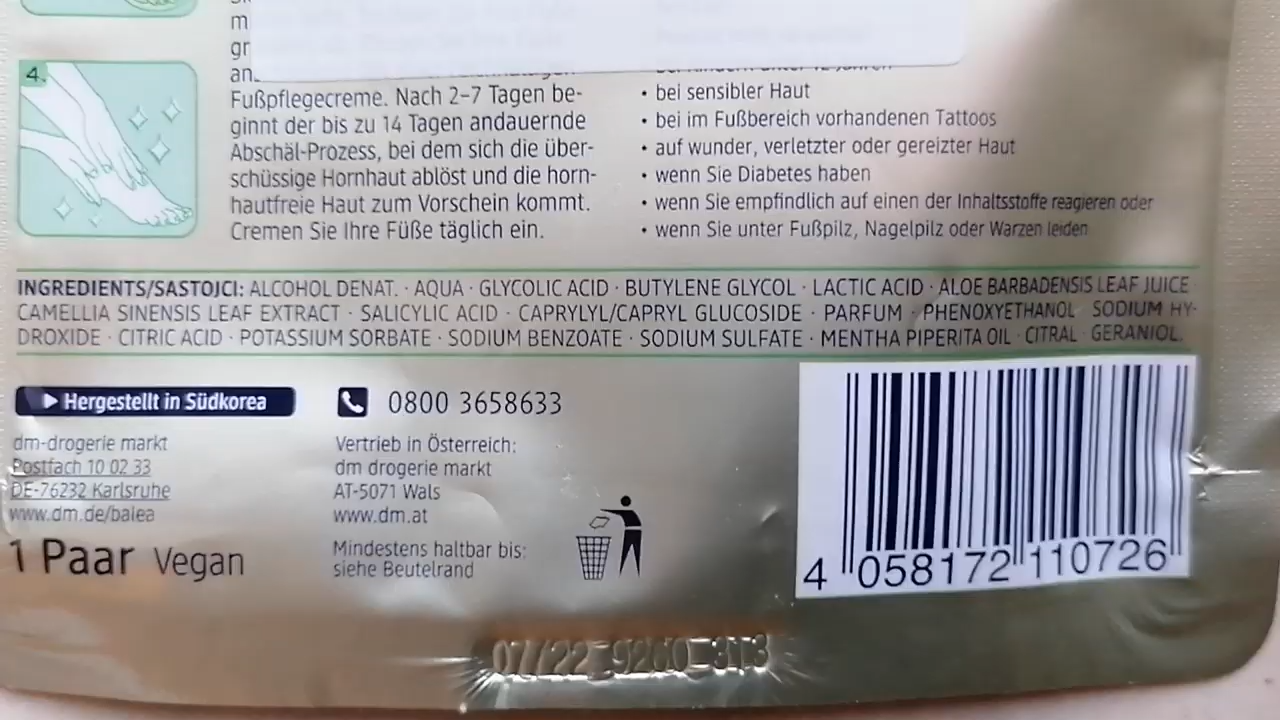 4.
m
gr
an
Fußpflegecreme. Nach 2–7 Tagen be-
ginnt der bis zu 14 Tagen andauernde
Abschäl-Prozess, bei dem sich die über-
schüssige Hornhaut ablöst und die horn-
hautfreie Haut zum Vorschein kommt.
Cremen Sie Ihre Füße täglich ein.
• bei sensibler Haut
• bei im Fußbereich vorhandenen Tattoos
• auf wunder, verletzter oder gereizter Haut
• wenn Sie Diabetes haben
• wenn Sie empfindlich auf einen der Inhaltsstoffe reagieren oder
• wenn Sie unter Fußpilz, Nagelpilz oder Warzen leiden
INGREDIENTS/SASTOJCI: ALCOHOL DENAT. · AQUA · GLYCOLIC ACID · BUTYLENE GLYCOL · LACTIC ACID · ALOE BARBADENSIS LEAF JUICE
CAMELLIA SINENSIS LEAF EXTRACT · SALICYLIC ACID · CAPRYLYL/CAPRYL GLUCOSIDE · PARFUM · PHENOXYETHANOL SODIUM HY-
DROXIDE · CITRIC ACID · POTASSIUM SORBATE · SODIUM BENZOATE · SODIUM SULFATE · MENTHA PIPERITA OIL · CITRAL · GERANIOL.
Hergestellt in Südkorea
dm-drogerie markt
Postfach 10 02 33
DE-76232 Karlsruhe
www.dm.de/balea
1 Paar Vegan
0800 3658633
Vertrieb in Österreich:
dm drogerie markt
AT-5071 Wals
www.dm.at
Mindestens haltbar bis:
siehe Beutelrand
4 058172 110726
07/22 9200 313